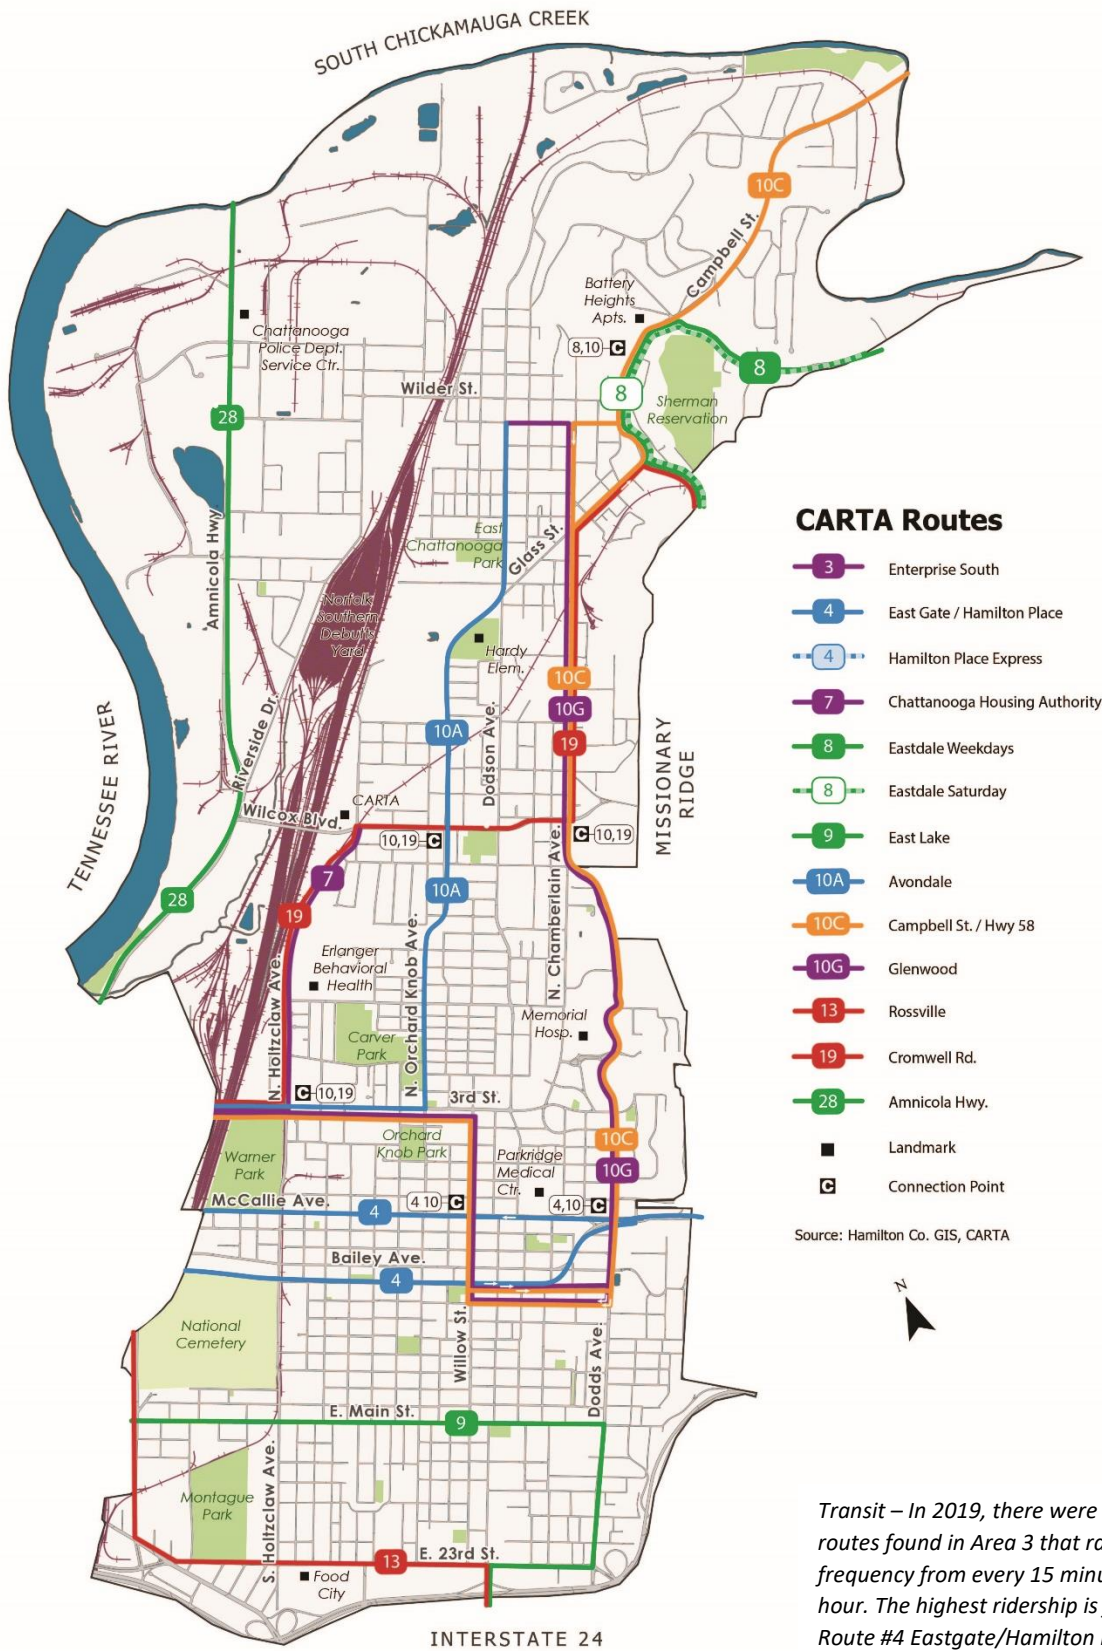 SOUTH CHICKAMAUGA CREEK
10C
Campbell St.
Battery
Heights
Apts.
8,10 C
8
8
Sherman
Reservation
Chattanooga
Police Dept.
Service Ctr.
Wilder St.
28
Amnicola Hwy.
East
Chattanooga
Park
Glass St.
Norfolk
Southern
Debutts
Yard
Hardy
Elem.
10C
10G
19
10A
Dodson Ave.
MISSIONARY
RIDGE
TENNESSEE RIVER
Riverside Dr.
Wilcox Blvd.
CARTA
10,19 C
C 10,19
7
10A
28
19
N. Holtzclaw Ave.
Erlanger
Behavioral
Health
N. Orchard Knob Ave.
N. Chamberlain Ave.
Memorial
Hosp.
Carver
Park
C 10,19
3rd St.
Orchard
Knob Park
Warner
Park
Parkridge
Medical
Ctr.
10C
10G
4 10 C
4,10 C
McCallie Ave.
4
Bailey Ave.
4
National
Cemetery
Willow St.
Dodds Ave.
E. Main St.
9
S. Holtzclaw Ave.
Montague
Park
13
E. 23rd St.
Food
City
INTERSTATE 24
CARTA Routes
3 Enterprise South
4 East Gate / Hamilton Place
4 Hamilton Place Express
7 Chattanooga Housing Authority
8 Eastdale Weekdays
8 Eastdale Saturday
9 East Lake
10A Avondale
10C Campbell St. / Hwy 58
10G Glenwood
13 Rossville
19 Cromwell Rd.
28 Amnicola Hwy.
Landmark
C Connection Point
Source: Hamilton Co. GIS, CARTA
N
Transit – In 2019, there were
routes found in Area 3 that
frequency from every 15
hour. The highest ridership is
Route #4 Eastgate/Hamilton